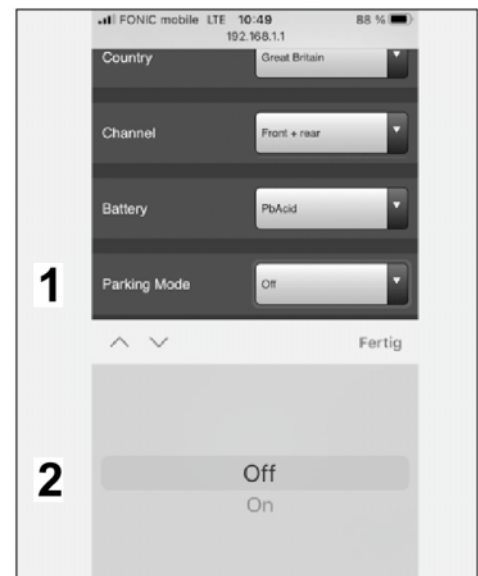 FONIC mobile LTE 10:49 88 %
192.168.1.1
Country Great Britain
Channel Front + rear
Battery PbAcid
1 Parking Mode Off
Fertig
2 Off
On